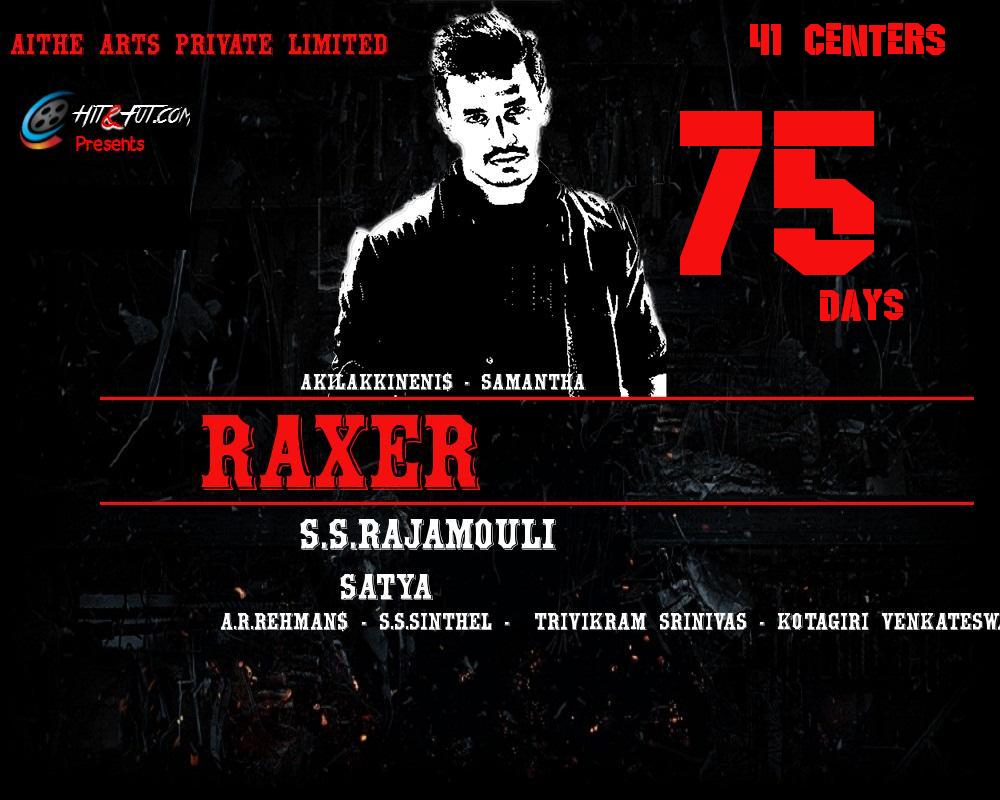 AITHE ARTS PRIVATE LIMITED
41 CENTERS
HIT&FUT.COM
Presents
75
DAYS
AKILAKKINENI$ - SAMANTHA
RAXER
S.S.RAJAMOULI
SATYA
A.R.REHMAN$ - S.S.SINTHEL - TRIVIKRAM SRINIVAS - KOTAGIRI